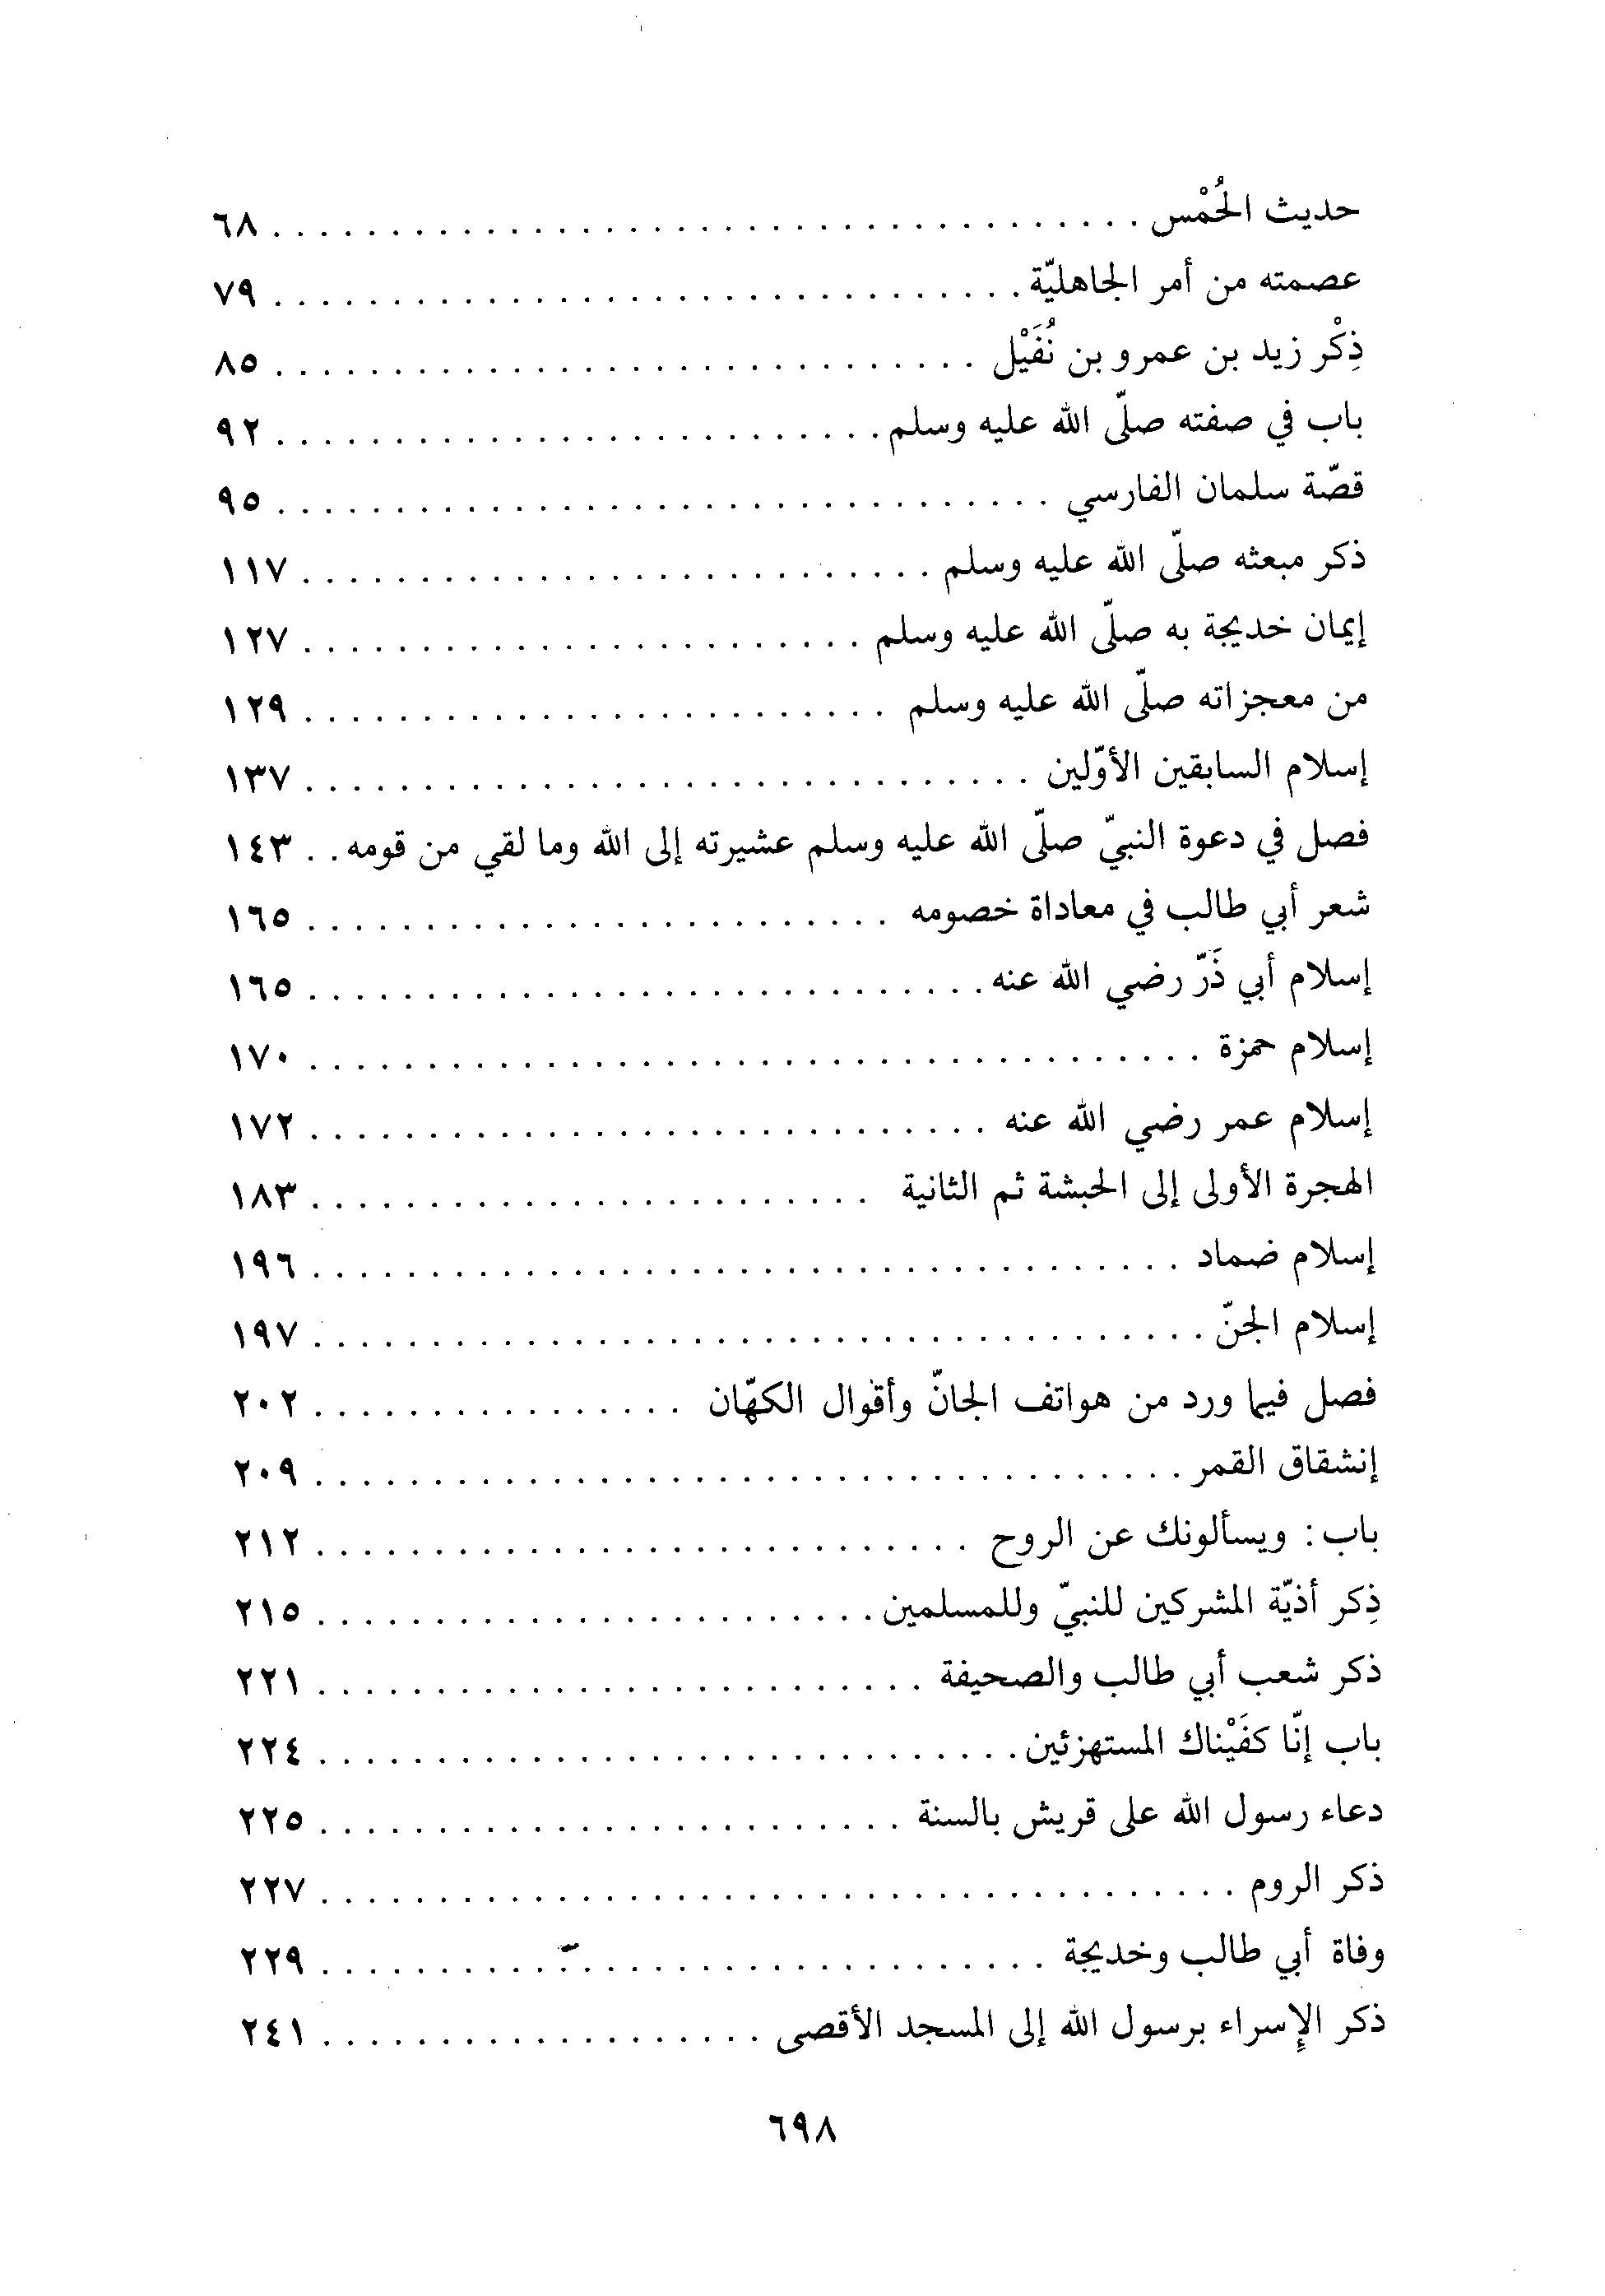 حديث الحُمْس . . . . . . . . . . . . . . . . . . . . ٦٨
عصمته من أمر الجاهليّة . . . . . . . . . . . . . . . . . . . . ٧٩
ذِكْر زيد بن عمرو بن نُفَيْل . . . . . . . . . . . . . . . . . . . . ٨٥
باب في صفته صلّى الله عليه وسلم . . . . . . . . . . . . . . . . . . . . ٩٢
قصّة سلمان الفارسي . . . . . . . . . . . . . . . . . . . . ٩٥
ذكر مبعثه صلّى الله عليه وسلم . . . . . . . . . . . . . . . . . . . . ١١٧
إيمان خديجة به صلّى الله عليه وسلم . . . . . . . . . . . . . . . . . . . . ١٢٧
من معجزاته صلّى الله عليه وسلم . . . . . . . . . . . . . . . . . . . . ١٢٩
إسلام السابقين الأوّلين . . . . . . . . . . . . . . . . . . . . ١٣٧
فصل في دعوة النبيّ صلّى الله عليه وسلم عشيرته إلى الله وما لقي من قومه . . ١٤٣
شعر أبي طالب في معاداة خصومه . . . . . . . . . . . . . . . . . . . . ١٦٥
إسلام أبي ذَرّ رضي الله عنه . . . . . . . . . . . . . . . . . . . . ١٦٥
إسلام حمزة . . . . . . . . . . . . . . . . . . . . ١٧٠
إسلام عمر رضي الله عنه . . . . . . . . . . . . . . . . . . . . ١٧٢
الهجرة الأولى إلى الحبشة ثم الثانية . . . . . . . . . . . . . . . . . . . . ١٨٣
إسلام ضماد . . . . . . . . . . . . . . . . . . . . ١٩٦
إسلام الجنّ . . . . . . . . . . . . . . . . . . . . ١٩٧
فصل فيما ورد من هواتف الجانّ وأقوال الكهّان . . . . . . . . . . . . . . . . ٢٠٢
إنشقاق القمر . . . . . . . . . . . . . . . . . . . . ٢٠٩
باب : ويسألونك عن الروح . . . . . . . . . . . . . . . . . . . . ٢١٢
ذِكر أذيّة المشركين للنبيّ وللمسلمين . . . . . . . . . . . . . . . . . . . . ٢١٥
ذكر شعب أبي طالب والصحيفة . . . . . . . . . . . . . . . . . . . . ٢٢١
باب إنّا كفَيْناك المستهزئين . . . . . . . . . . . . . . . . . . . . ٢٢٤
دعاء رسول الله على قريش بالسنة . . . . . . . . . . . . . . . . . . . . ٢٢٥
ذكر الروم . . . . . . . . . . . . . . . . . . . . ٢٢٧
وفاة أبي طالب وخديجة . . . . . . . . . . . . . . . . . . . . ٢٢٩
ذكر الإسراء برسول الله إلى المسجد الأقصى . . . . . . . . . . . . . . . . . . . ٢٤١
٦٩٨